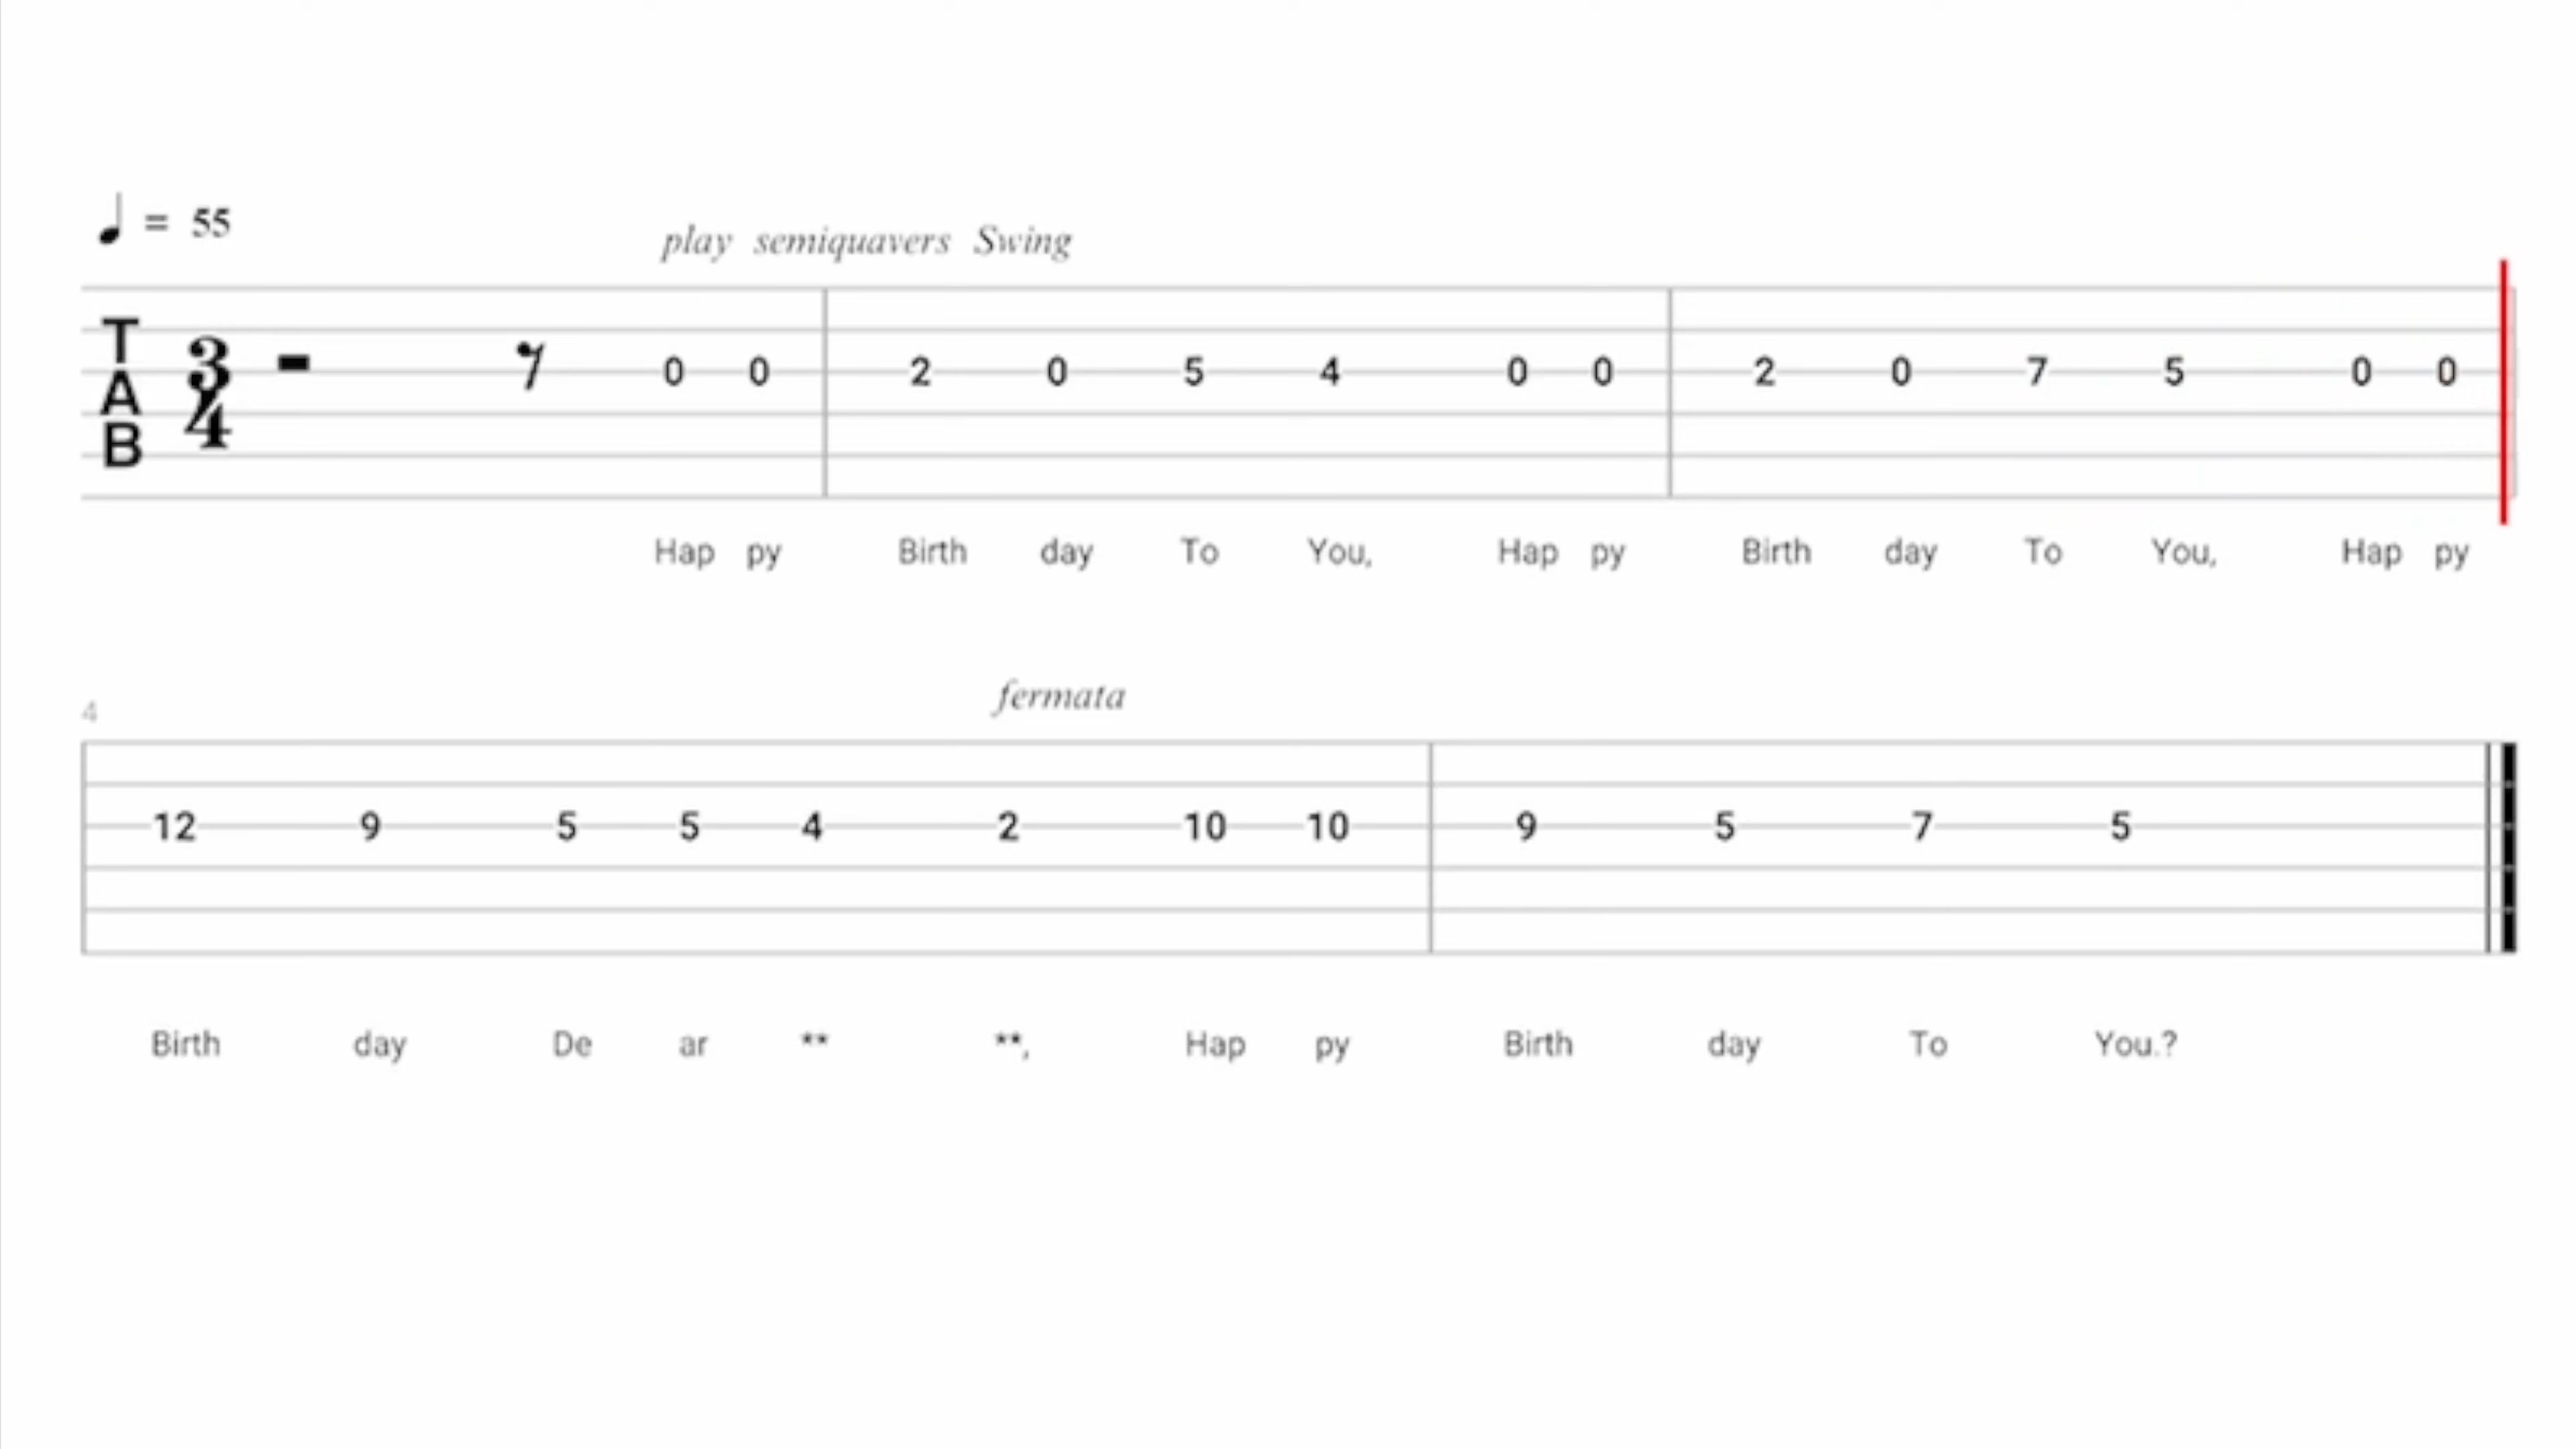 = 55
play semiquavers Swing
T
A
B
3
4
0 0 2 0 5 4 0 0 2 0 7 5 0 0
Hap py Birth day To You, Hap py Birth day To You, Hap py
fermata
4
12 9 5 5 4 2 10 10 9 5 7 5
Birth day De ar ** **, Hap py Birth day To You.?